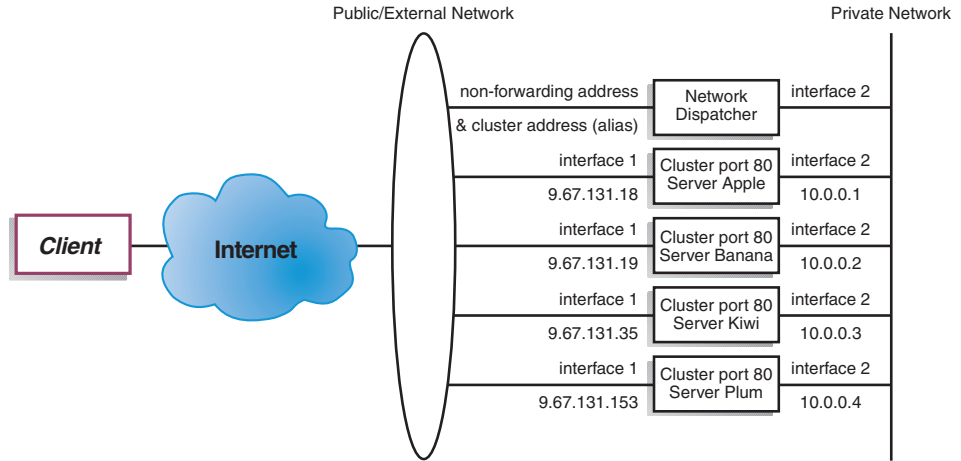 Public/External Network
Private Network
non-forwarding address
& cluster address (alias)
Network
Dispatcher
interface 2
interface 1
9.67.131.18
Cluster port 80
Server Apple
interface 2
10.0.0.1
interface 1
9.67.131.19
Cluster port 80
Server Banana
interface 2
10.0.0.2
interface 1
9.67.131.35
Cluster port 80
Server Kiwi
interface 2
10.0.0.3
interface 1
9.67.131.153
Cluster port 80
Server Plum
interface 2
10.0.0.4
Client
Internet